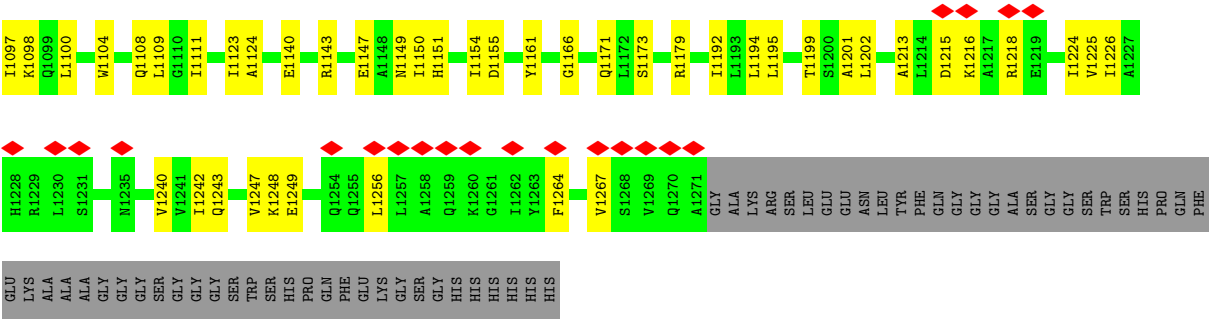 I1097 K1098 Q1099 L1100 W1104 Q1108 L1109 G1110 I1111 I1123 A1124 E1140 R1143 E1147 A1148 N1149 I1150 H1151 I1154 D1155 Y1161 G1166 Q1171 L1172 S1173 R1179 I1192 L1193 L1194 L1195 T1199 S1200 A1201 L1202 A1213 L1214 D1215 K1216 A1217 R1218 E1219 I1224 V1225 I1226 A1227
H1228 R1229 L1230 S1231 N1235 V1240 V1241 I1242 Q1243 V1247 K1248 E1249 Q1254 Q1255 L1256 L1257 A1258 Q1259 K1260 G1261 I1262 Y1263 F1264 V1267 S1268 V1269 Q1270 A1271 GLY ALA LYS ARG SER LEU GLU GLU ASN LEU TYR PHE GLN GLY GLY GLY ALA SER GLY GLY SER TRP SER HIS PRO GLN PHE
GLU LYS ALA ALA ALA GLY GLY GLY SER GLY GLY GLY SER TRP SER HIS PRO GLN PHE GLU LYS GLY SER GLY HIS HIS HIS HIS HIS HIS